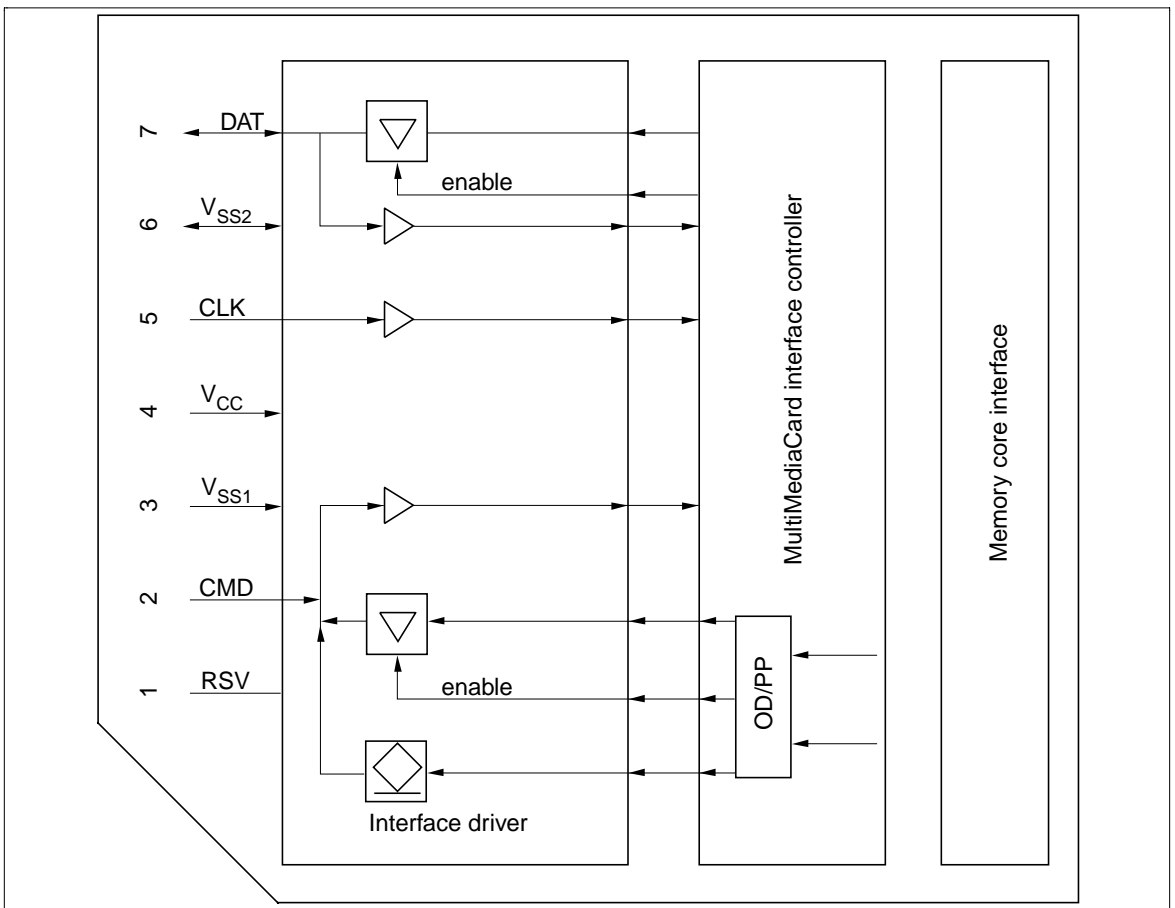 7 DAT
enable
6 VSS2
5 CLK
4 VCC
3 VSS1
2 CMD
1 RSV
enable
Interface driver
OD/PP
MultiMediaCard interface controller
Memory core interface